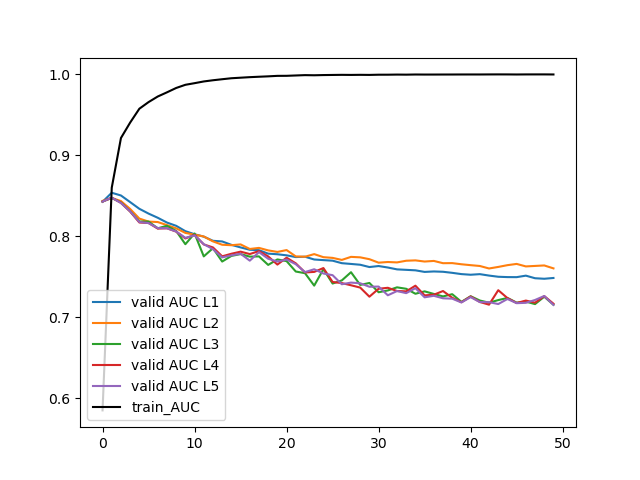 1.0
0.9
0.8
0.7
0.6
valid AUC L1
valid AUC L2
valid AUC L3
valid AUC L4
valid AUC L5
train_AUC
0 10 20 30 40 50